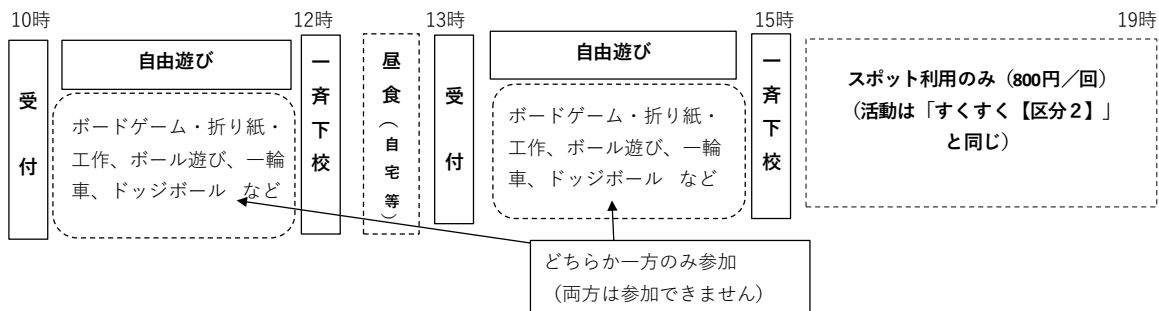 10時
12時
13時
15時
19時
受付
自由遊び
ボードゲーム・折り紙・
工作、ボール遊び、一輪
車、ドッジボール など
一斉下校
昼食(自宅等)
受付
自由遊び
ボードゲーム・折り紙・
工作、ボール遊び、一輪
車、ドッジボール など
一斉下校
スポット利用のみ(800円/回)
(活動は「すくすく【区分2】」
と同じ)
どちらか一方のみ参加
(両方は参加できません)